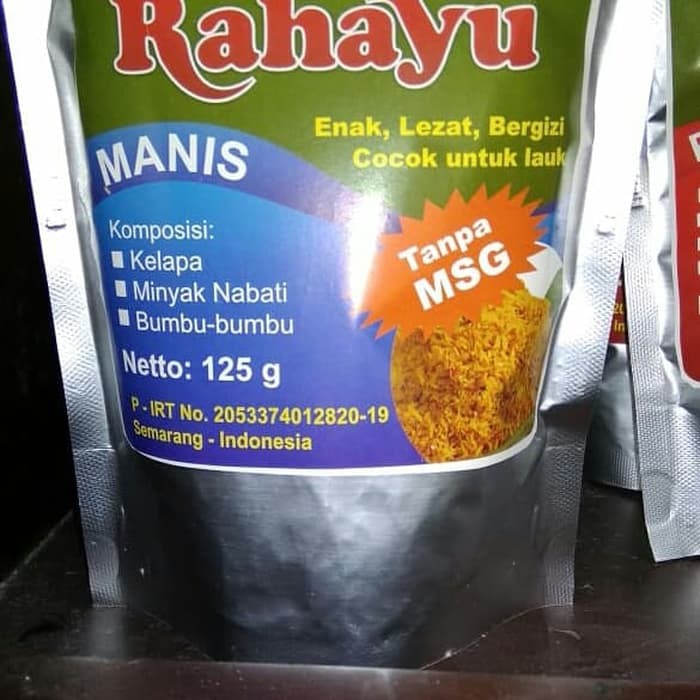 Rahayu
Enak, Lezat, Bergizi
Cocok untuk lauk
MANIS
Tanpa
MSG
Komposisi:
Kelapa
Minyak Nabati
Bumbu-bumbu
Netto: 125 g
P - IRT No. 2053374012820-19
Semarang - Indonesia